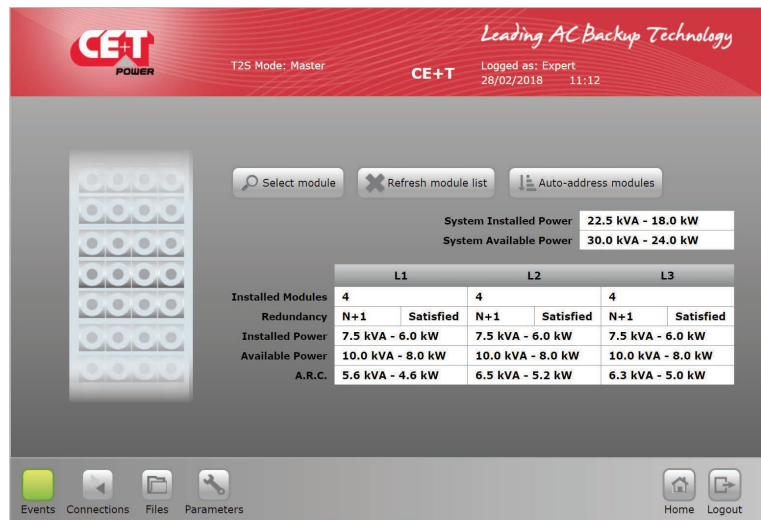 Leading AC Backup Technology
CE+T
POWER
T2S Mode: Master
CE+T
Logged as: Expert
28/02/2018 11:12
Select module
Refresh module list
Auto-address modules
System Installed Power 22.5 kVA - 18.0 kW
System Available Power 30.0 kVA - 24.0 kW
L1 L2 L3
Installed Modules 4 4 4
Redundancy N+1 Satisfied N+1 Satisfied N+1 Satisfied
Installed Power 7.5 kVA - 6.0 kW 7.5 kVA - 6.0 kW 7.5 kVA - 6.0 kW
Available Power 10.0 kVA - 8.0 kW 10.0 kVA - 8.0 kW 10.0 kVA - 8.0 kW
A.R.C. 5.6 kVA - 4.6 kW 6.5 kVA - 5.2 kW 6.3 kVA - 5.0 kW
Events Connections Files Parameters Home Logout